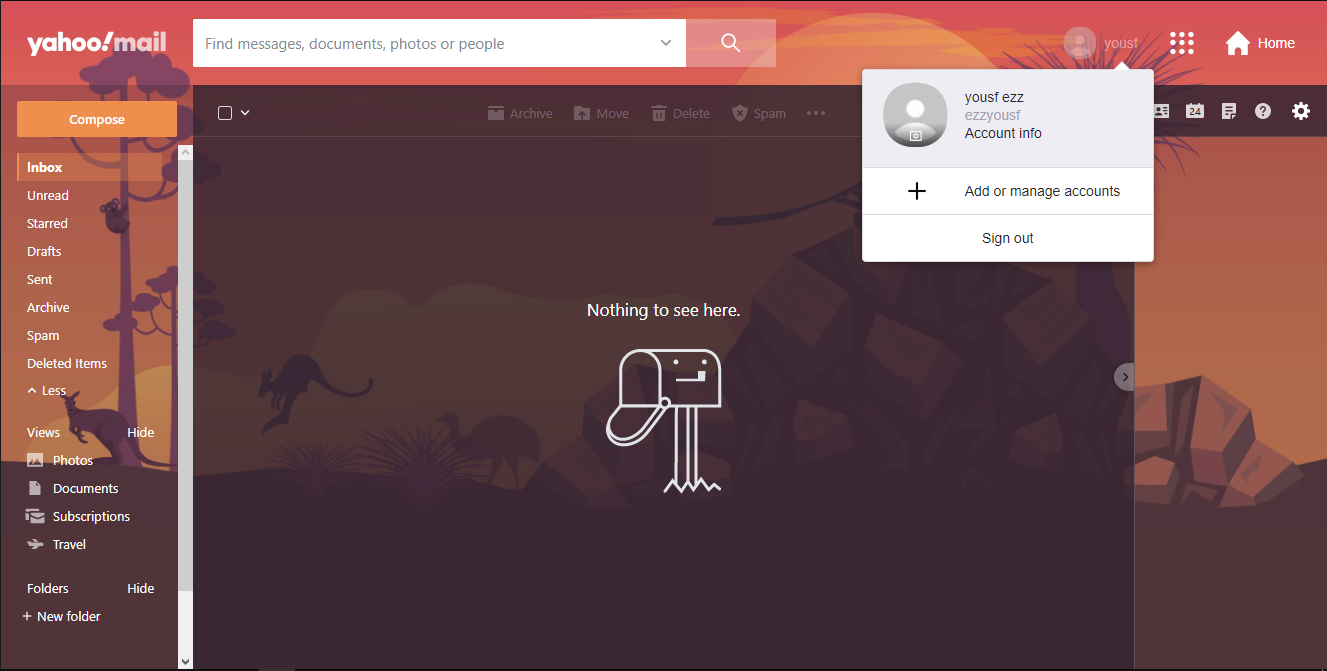 yahoo!mail
Find messages, documents, photos or people
yousf
Home
Compose
Archive Move Delete Spam
yousf ezz
ezzyousf
Account info
24
Add or manage accounts
Sign out
Inbox
Unread
Starred
Drafts
Sent
Archive
Spam
Deleted Items
Less
Views Hide
Photos
Documents
Subscriptions
Travel
Folders Hide
+ New folder
Nothing to see here.